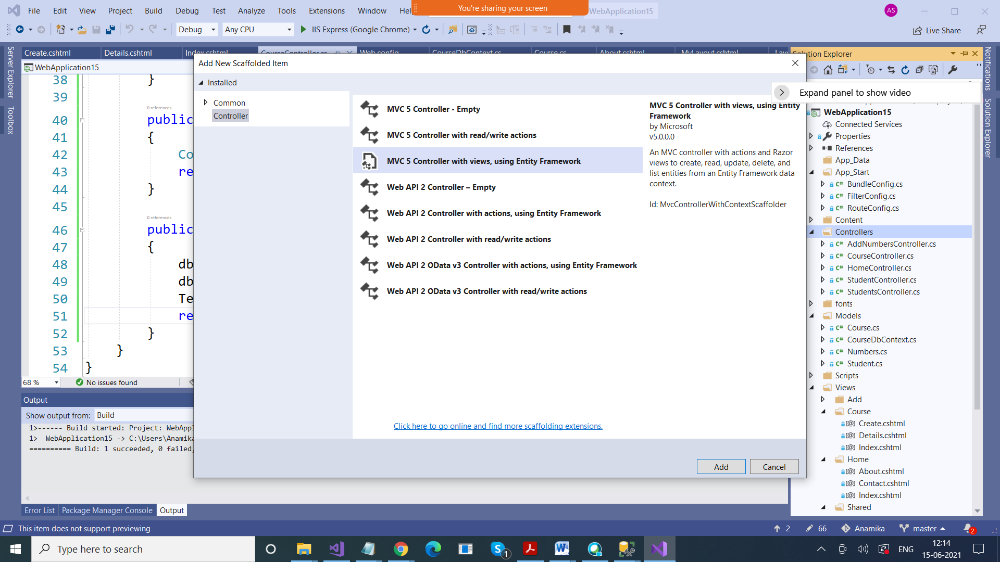 File Edit View Project Build Debug Test Analyze Tools Extensions Window Hel
You're sharing your screen
WebApplication15
AS
Debug Any CPU IIS Express (Google Chrome)
Live Share
Server Explorer
Toolbox
Create.cshtml Details.cshtml Index.cshtml CourseController.cs Web.config CourseDbContext.cs Course.cs About.cshtml MyLayout.cshtml
WebApplication15
38 }
39
0 references
40 public
41 {
42 Co
43 re
44 }
45
0 references
46 public
47 {
48 db
49 db
50 Te
51 re
52 }
53 }
54 }
68 % No issues found
Output
Show output from: Build
1>------ Build started: Project: WebAppl
1> WebApplication15 -> C:\Users\Anamika
========== Build: 1 succeeded, 0 failed,
Error List Package Manager Console Output
Add New Scaffolded Item
Installed
Common
Controller
MVC 5 Controller - Empty
MVC 5 Controller with read/write actions
MVC 5 Controller with views, using Entity Framework
Web API 2 Controller – Empty
Web API 2 Controller with actions, using Entity Framework
Web API 2 Controller with read/write actions
Web API 2 OData v3 Controller with actions, using Entity Framework
Web API 2 OData v3 Controller with read/write actions
Click here to go online and find more scaffolding extensions.
MVC 5 Controller with views, using Entity
Framework
by Microsoft
v5.0.0.0
An MVC controller with actions and Razor
views to create, read, update, delete, and
list entities from an Entity Framework data
context.
Id: MvcControllerWithContextScaffolder
Add Cancel
Solution Explorer
Expand panel to show video
WebApplication15
Connected Services
Properties
References
App_Data
App_Start
BundleConfig.cs
FilterConfig.cs
RouteConfig.cs
Content
Controllers
AddNumbersController.cs
CourseController.cs
HomeController.cs
StudentController.cs
StudentsController.cs
fonts
Models
Course.cs
CourseDbContext.cs
Numbers.cs
Student.cs
Scripts
Views
Add
Course
Create.cshtml
Details.cshtml
Index.cshtml
Home
About.cshtml
Contact.cshtml
Index.cshtml
Shared
Notifications
Solution Explorer
This item does not support previewing
2 66 Anamika master 2
Type here to search
1
ENG
12:14
15-06-2021